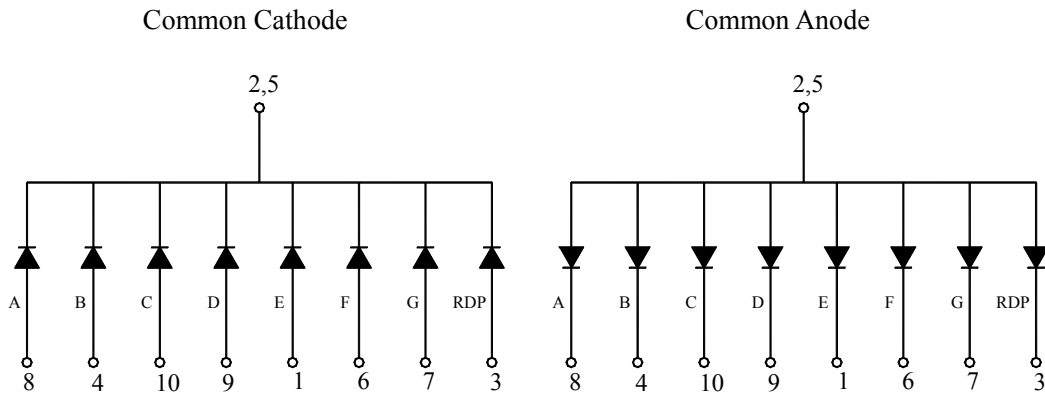 Common Cathode Common Anode
2,5 2,5
A B C D E F G RDP A B C D E F G RDP
8 4 10 9 1 6 7 3 8 4 10 9 1 6 7 3